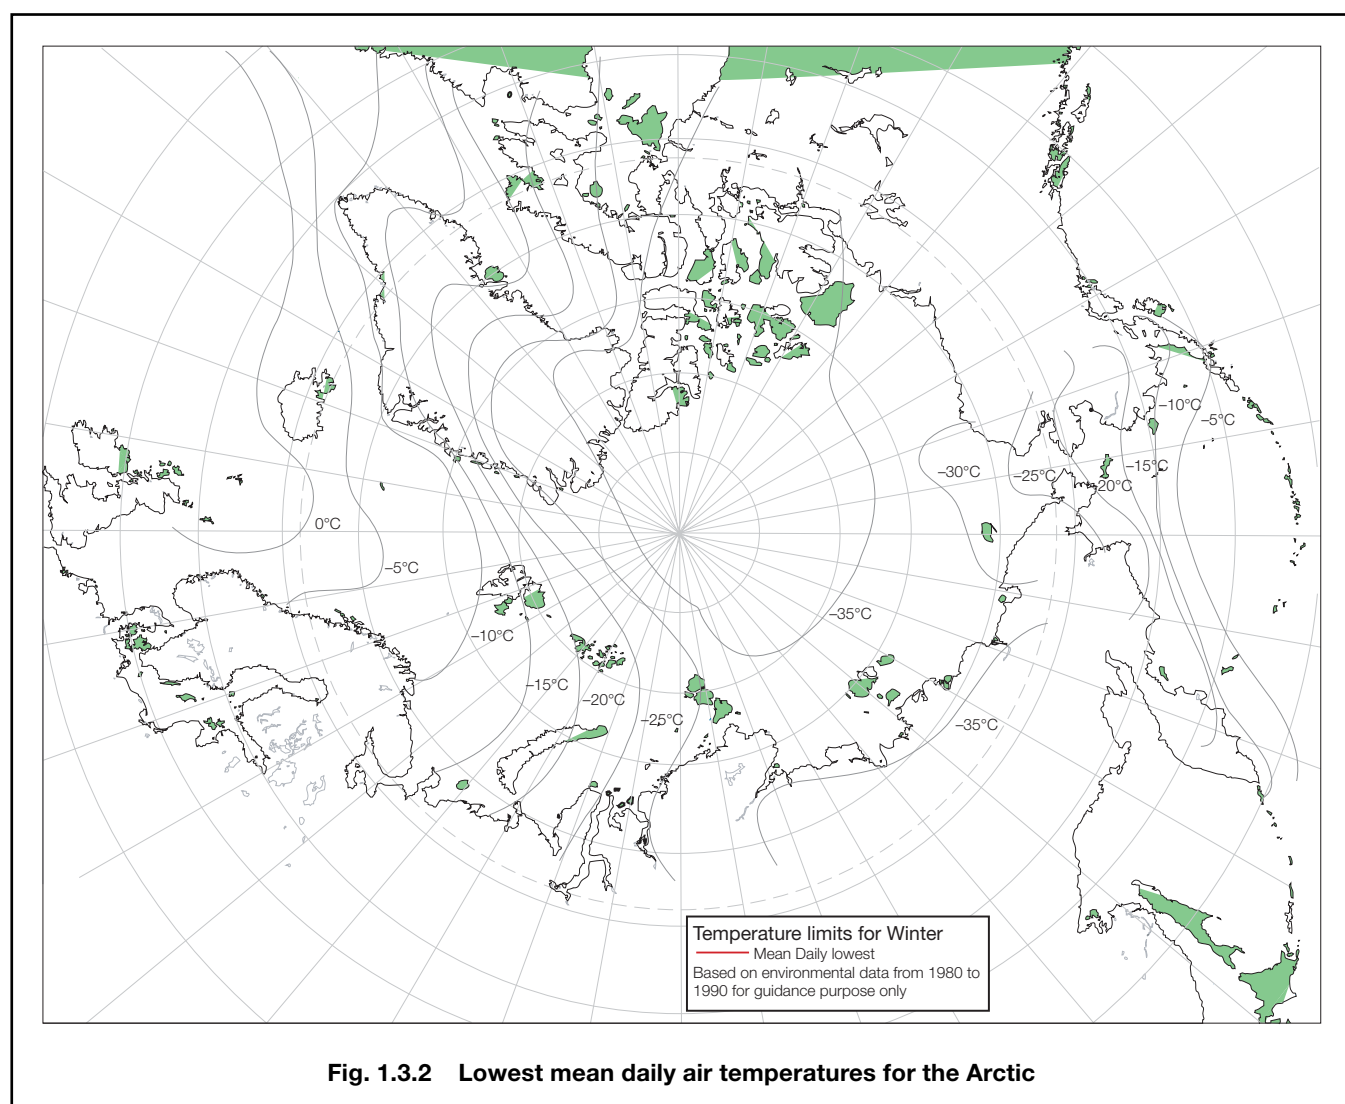 -10°C
-5°C
-30°C
-25°C
-15°C
-20°C
0°C
-5°C
-35°C
-10°C
-15°C
-20°C
-25°C
-35°C
Temperature limits for Winter
Mean Daily lowest
Based on environmental data from 1980 to
1990 for guidance purpose only
Fig. 1.3.2 Lowest mean daily air temperatures for the Arctic